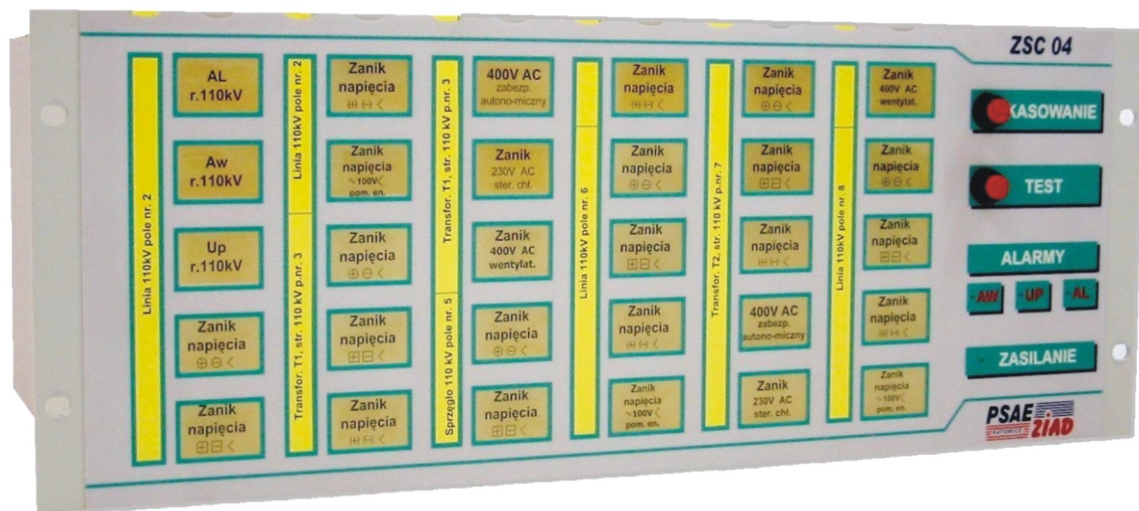 ZSC 04
Linia 110kV pole nr. 2
AL
r.110kV
Aw
r.110kV
Up
r.110kV
Zanik
napięcia
Zanik
napięcia
Linia 110kV pole nr. 2
Transfor. T1, str. 110 kV p.nr. 3
Zanik
napięcia
Zanik
napięcia
~100V<
pom. en.
Zanik
napięcia
Zanik
napięcia
Zanik
napięcia
Transfor. T1, str. 110 kV p.nr. 3
Sprzęgło 110 kV pole nr. 5
400V AC
zabezp.
autono-miczny
Zanik
230V AC
ster. chł.
Zanik
400V AC
wentylat.
Zanik
napięcia
Zanik
napięcia
Linia 110kV pole nr. 6
Zanik
napięcia
Zanik
napięcia
Zanik
napięcia
Zanik
napięcia
Zanik
napięcia
~100V<
pom. en.
Transfor. T2, str. 110 kV p.nr. 7
Zanik
napięcia
Zanik
napięcia
Zanik
napięcia
400V AC
zabezp.
autono-miczny
Zanik
230V AC
ster. chł.
Linia 110kV pole nr. 8
Zanik
400V AC
wentylat.
Zanik
napięcia
Zanik
napięcia
Zanik
napięcia
Zanik
napięcia
~100V<
pom. en.
KASOWANIE
TEST
ALARMY
AW
UP
AL
ZASILANIE
PSAE
KATOWICE
ZIAD